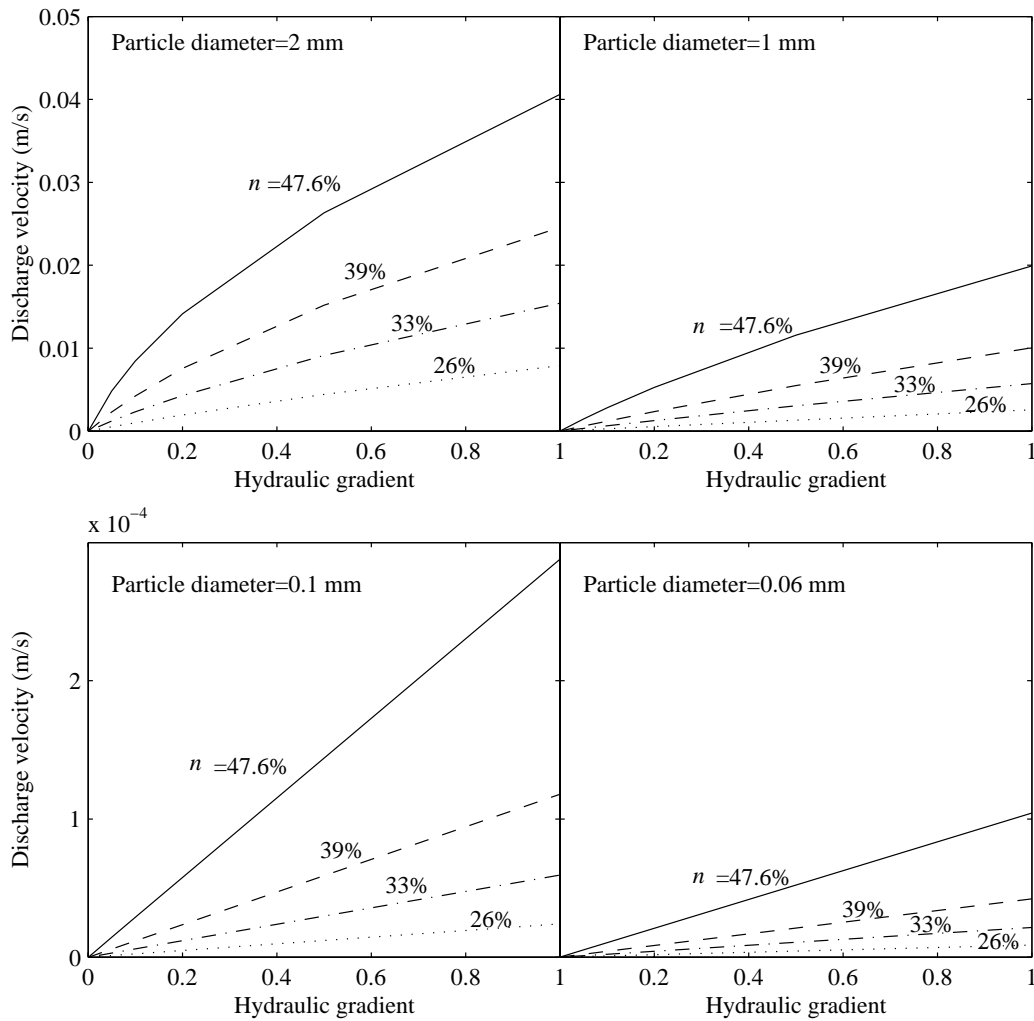 0.05
0.04
0.03
0.02
0.01
0
Discharge velocity (m/s)
Particle diameter=2 mm
n =47.6%
39%
33%
26%
0 0.2 0.4 0.6 0.8 1
Hydraulic gradient
Particle diameter=1 mm
n =47.6%
39%
33%
26%
0.2 0.4 0.6 0.8 1
Hydraulic gradient
x 10−4
2
1
0
Discharge velocity (m/s)
Particle diameter=0.1 mm
n =47.6%
39%
33%
26%
0 0.2 0.4 0.6 0.8 1
Hydraulic gradient
Particle diameter=0.06 mm
n =47.6%
39%
33%
26%
0.2 0.4 0.6 0.8 1
Hydraulic gradient